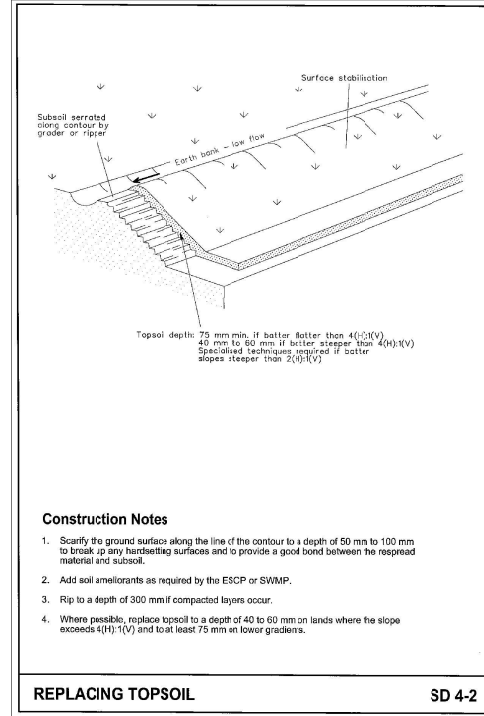 Surface stabilisation
Subsoil serrated
along contour by
grader or ripper
Earth bank - low flow
Topsoil depth: 75 mm min. if batter flatter than 4(H):1(V)
40 mm to 60 mm if batter steeper than 4(H):1(V)
Specialised techniques required if batter
slopes steeper than 2(H):1(V)
Construction Notes
1. Scarify the ground surface along the line of the contour to a depth of 50 mm to 100 mm
to break up any hardsetting surfaces and to provide a good bond between the respread
material and subsoil.
2. Add soil ameliorants as required by the ESCP or SWMP.
3. Rip to a depth of 300 mm if compacted layers occur.
4. Where possible, replace topsoil to a depth of 40 to 60 mm on lands where the slope
exceeds 4(H):1(V) and to at least 75 mm on lower gradients.
REPLACING TOPSOIL SD 4-2